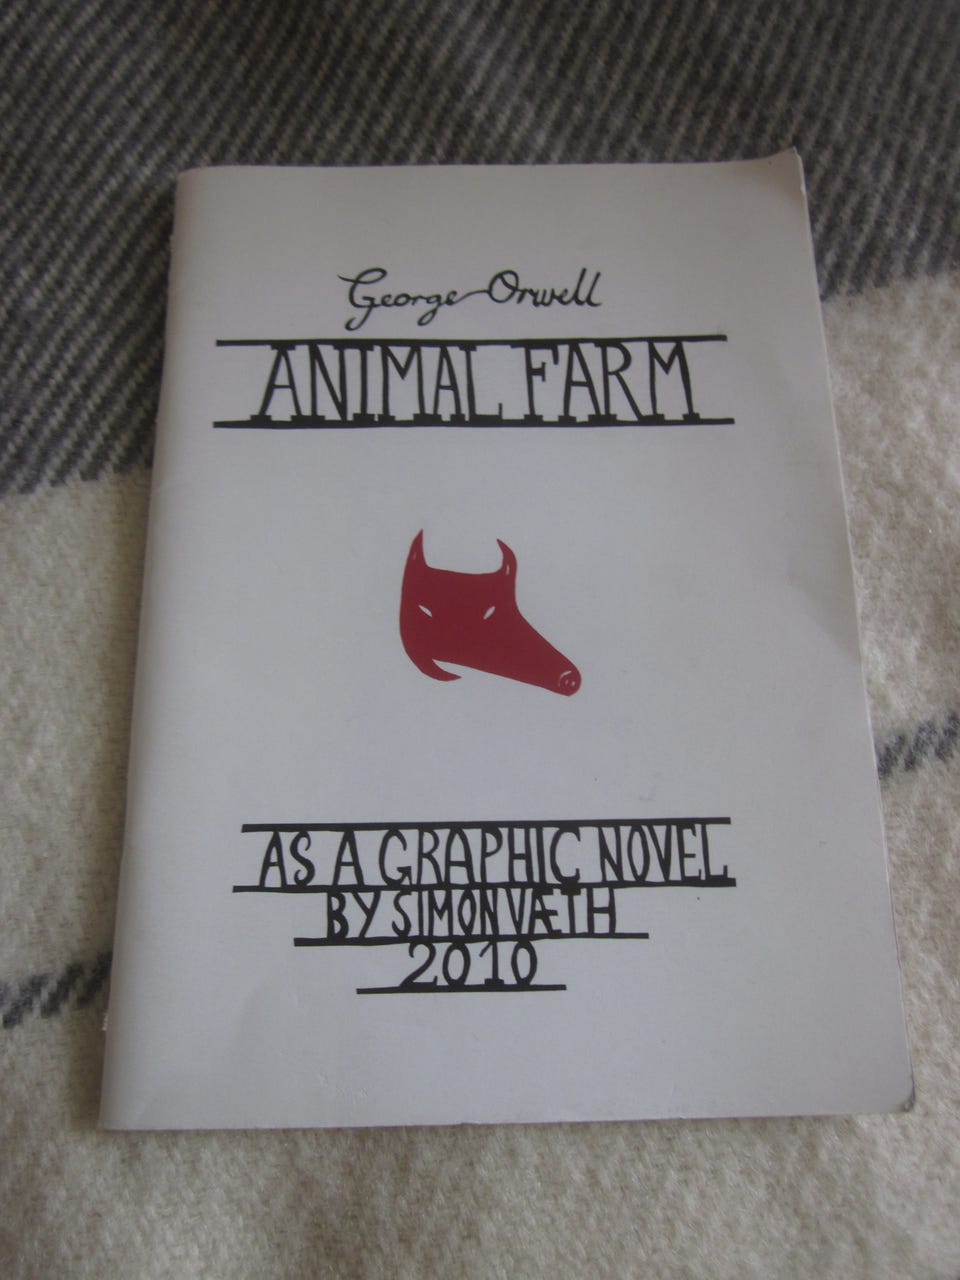 George Orwell
ANIMAL FARM
AS A GRAPHIC NOVEL
BY SIMON VÆTH
2010